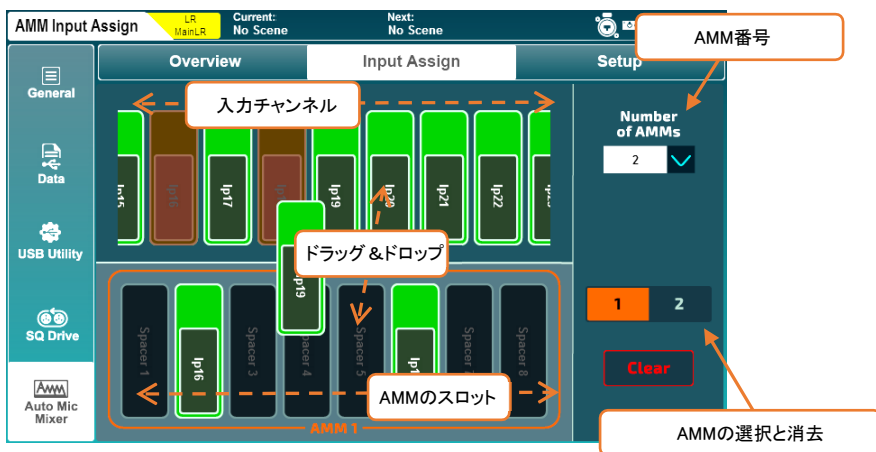 AMM Input Assign
LR
MainLR
Current:
No Scene
Next:
No Scene
AMM番号
General
Data
USB Utility
SQ Drive
Auto Mic
Mixer
Overview
Input Assign
Setup
入力チャンネル
Number
of AMMs
2
Ip15
Ip16
Ip17
Ip19
Ip20
Ip21
Ip22
ドラッグ &ドロップ
Ip19
Spacer 1
Ip16
Spacer 3
Spacer 4
Spacer 5
Spacer 7
Spacer 8
AMMのスロット
AMM 1
1
2
Clear
AMMの選択と消去